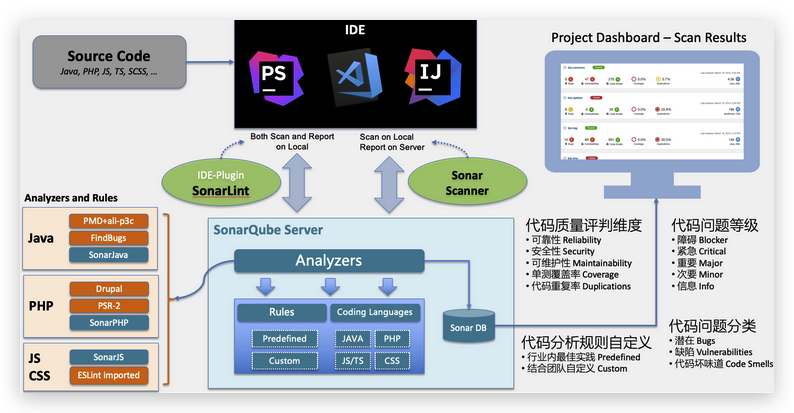 IDE
Source Code
Java, PHP, JS, TS, SCSS, ...
PS
IJ
Project Dashboard – Scan Results
Both Scan and Report
on Local
Scan on Local
Report on Server
IDE-Plugin
SonarLint
Sonar
Scanner
Analyzers and Rules
Java
PMD+ali-p3c
FindBugs
SonarJava
PHP
Drupal
PSR-2
SonarPHP
JS
CSS
SonarJS
ESLint imported
SonarQube Server
Analyzers
Rules
Coding Languages
Predefined
Custom
JAVA
PHP
JS/TS
CSS
Sonar DB
代码质量评判维度
• 可靠性 Reliability
• 安全性 Security
• 可维护性 Maintainability
• 单测覆盖率 Coverage
• 代码重复率 Duplications
代码问题等级
• 障碍 Blocker
• 紧急 Critical
• 重要 Major
• 次要 Minor
• 信息 Info
代码分析规则自定义
• 行业内最佳实践 Predefined
• 结合团队自定义 Custom
代码问题分类
• 潜在 Bugs
• 缺陷 Vulnerabilities
• 代码坏味道 Code Smells